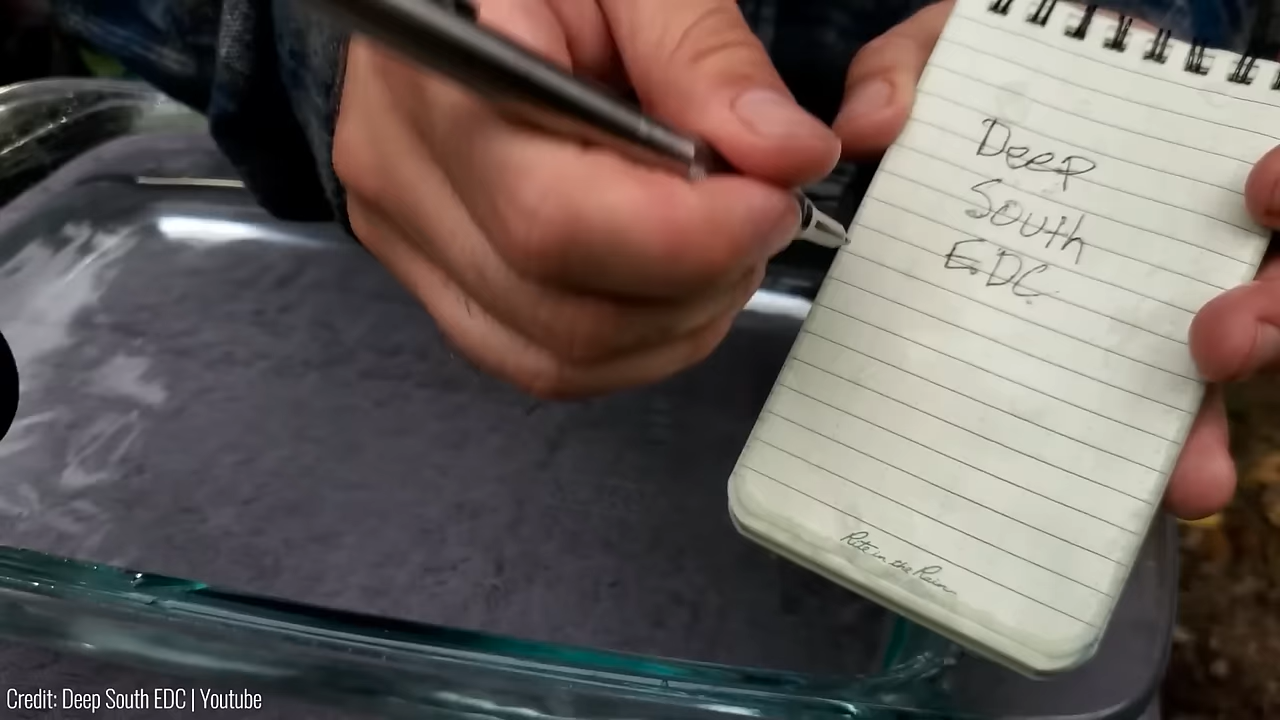 Deep
South
EDC
Rite in the Rain
Credit: Deep South EDC | Youtube